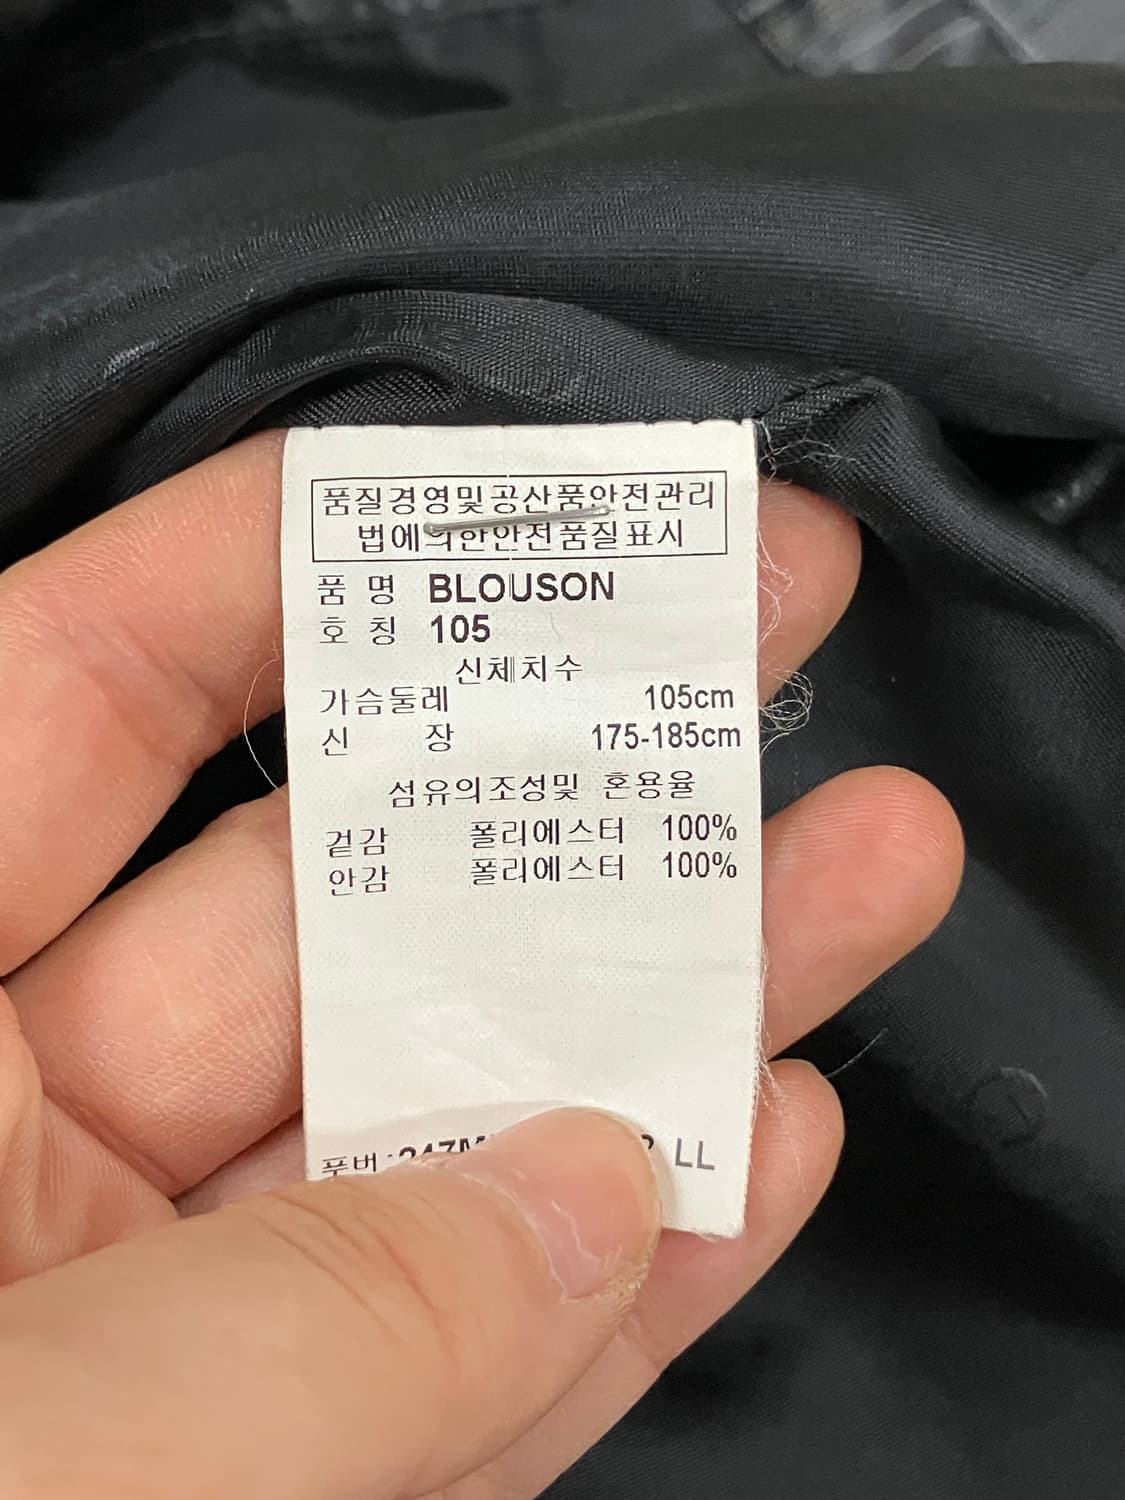 품질경영및공산품안전관리
법에의한안전품질표시
품 명 BLOUSON
호 칭 105
신체치수
가슴둘레 105cm
신 장 175-185cm
섬유의조성및 혼용율
겉감 폴리에스터 100%
안감 폴리에스터 100%
품번: LL